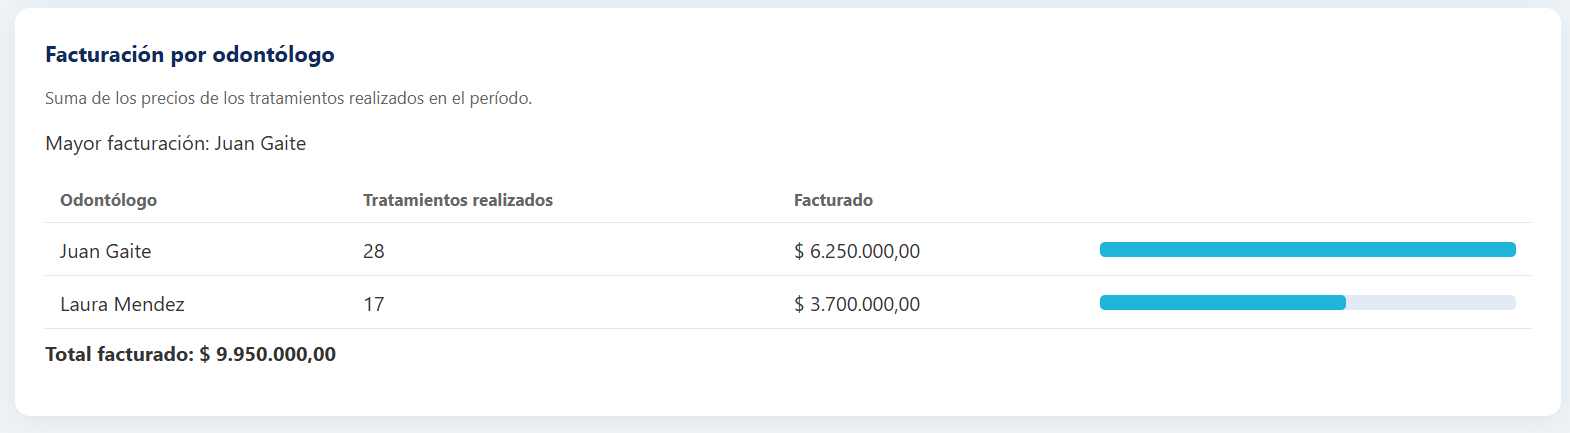 Facturación por odontólogo
Suma de los precios de los tratamientos realizados en el período.
Mayor facturación: Juan Gaite
Odontólogo Tratamientos realizados Facturado
Juan Gaite 28 $ 6.250.000,00
Laura Mendez 17 $ 3.700.000,00
Total facturado: $ 9.950.000,00